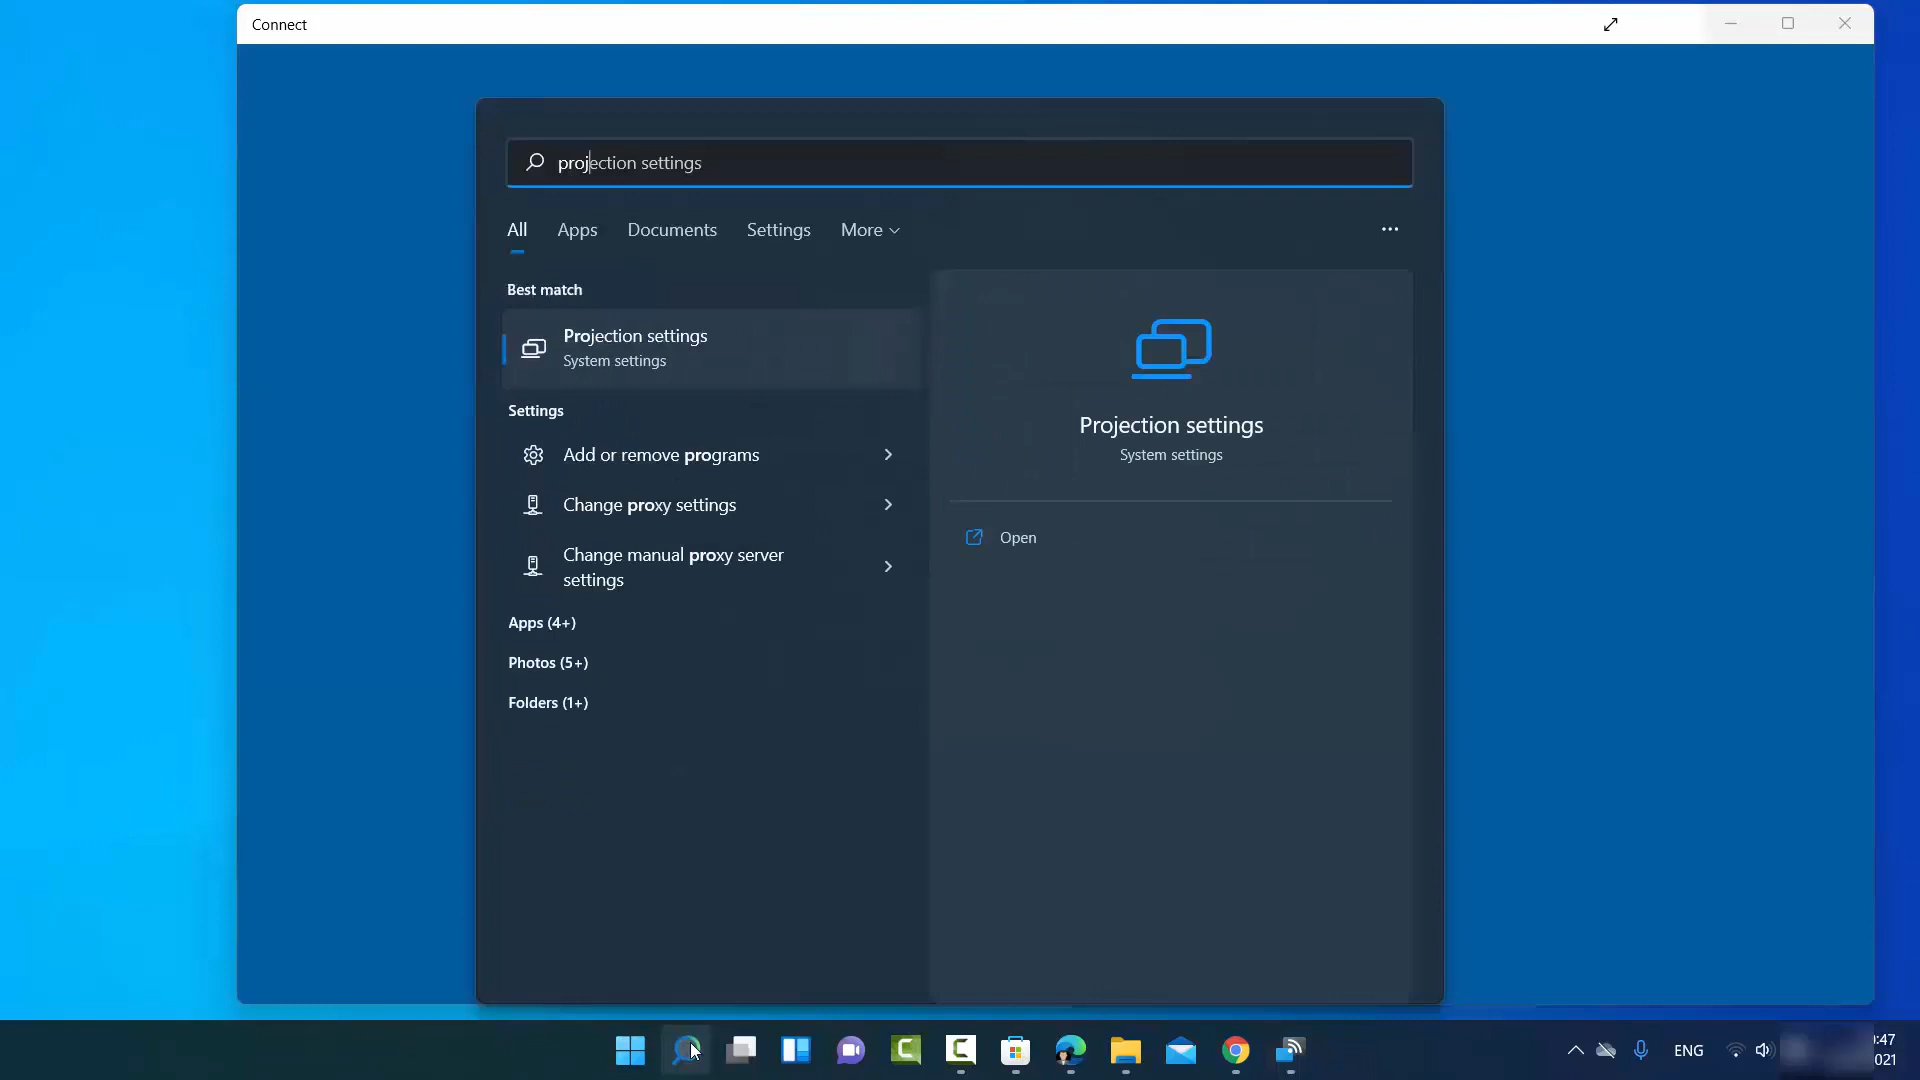 Connect
projection settings
All Apps Documents Settings More
Best match
Projection settings
System settings
Settings
Add or remove programs
Change proxy settings
Change manual proxy server
settings
Apps (4+)
Photos (5+)
Folders (1+)
Projection settings
System settings
Open
ENG
:47
021